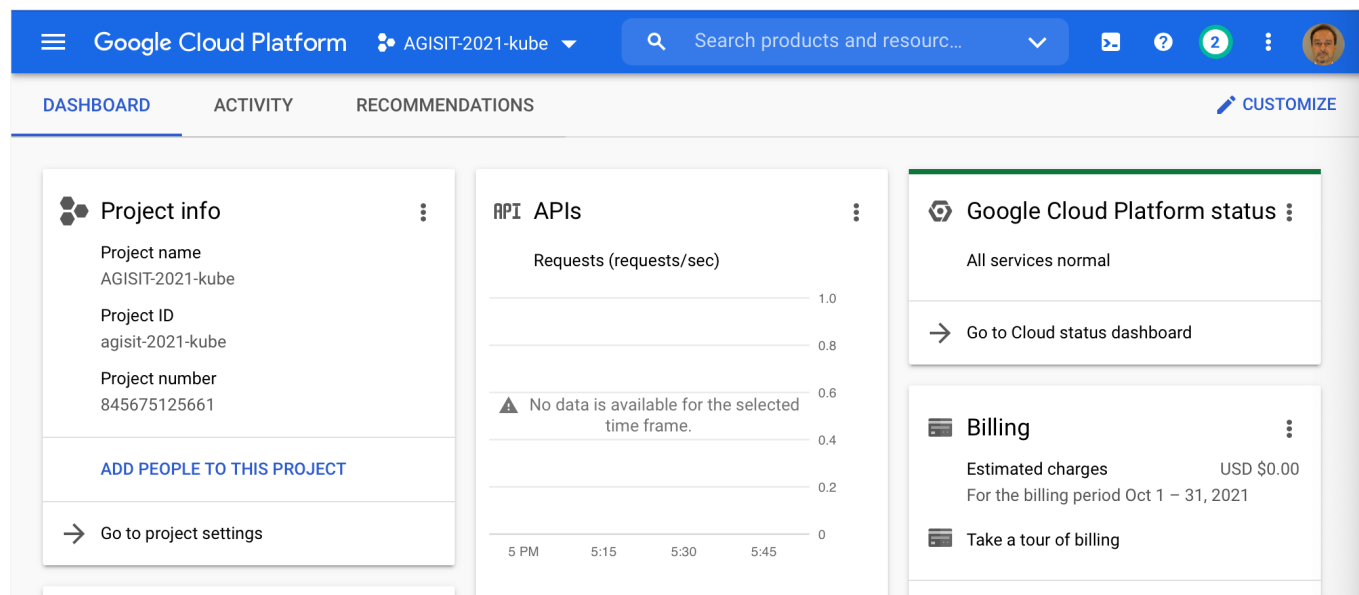 Google Cloud Platform
AGISIT-2021-kube
Search products and resourc...
2
DASHBOARD
ACTIVITY
RECOMMENDATIONS
CUSTOMIZE
Project info
Project name
AGISIT-2021-kube
Project ID
agisit-2021-kube
Project number
845675125661
ADD PEOPLE TO THIS PROJECT
Go to project settings
API APIs
Requests (requests/sec)
1.0
0.8
0.6
No data is available for the selected
time frame.
0.4
0.2
0
5 PM 5:15 5:30 5:45
Google Cloud Platform status
All services normal
Go to Cloud status dashboard
Billing
Estimated charges USD $0.00
For the billing period Oct 1 – 31, 2021
Take a tour of billing